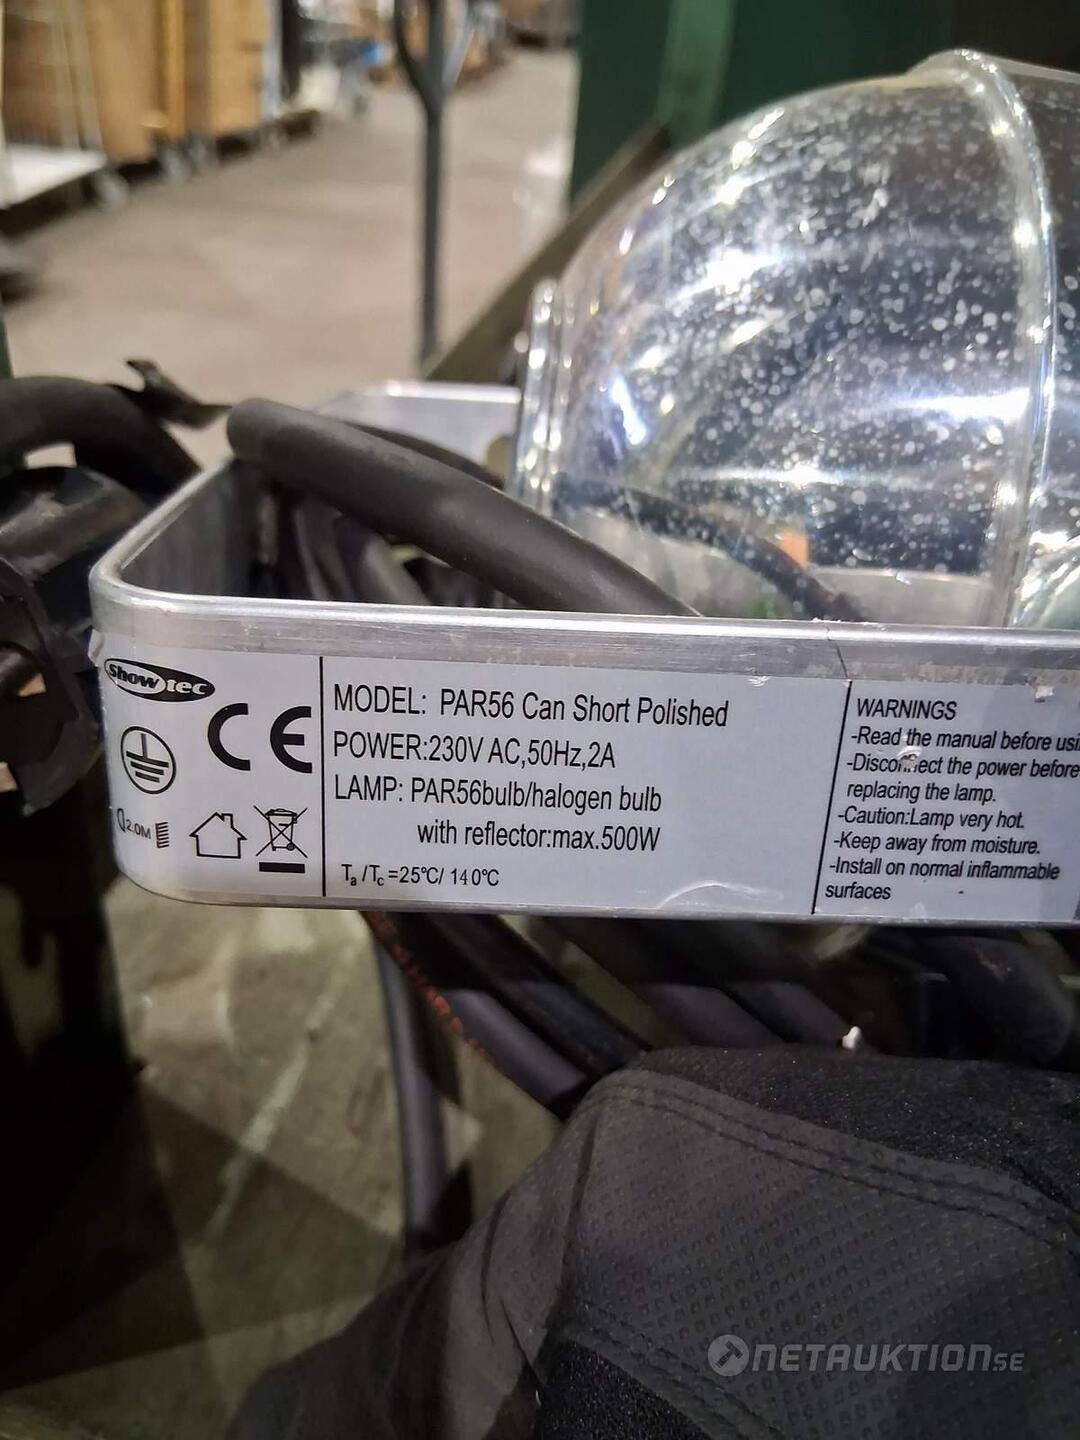 Showtec
2.0M
MODEL: PAR56 Can Short Polished
POWER:230V AC,50Hz,2A
LAMP: PAR56bulb/halogen bulb
with reflector:max.500W
Ta /Tc =25°C/ 140°C
WARNINGS
-Read the manual before usi
-Disconnect the power before
replacing the lamp.
-Caution:Lamp very hot.
-Keep away from moisture.
-Install on normal inflammable
surfaces
NETAUKTION.SE